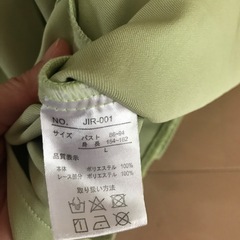 NO. JIR-001
サイズ バスト 86-94
身長 154-162
L
品質表示
本体 ポリエステル 100%
レース部分 ポリエステル 100%
取り扱い方法